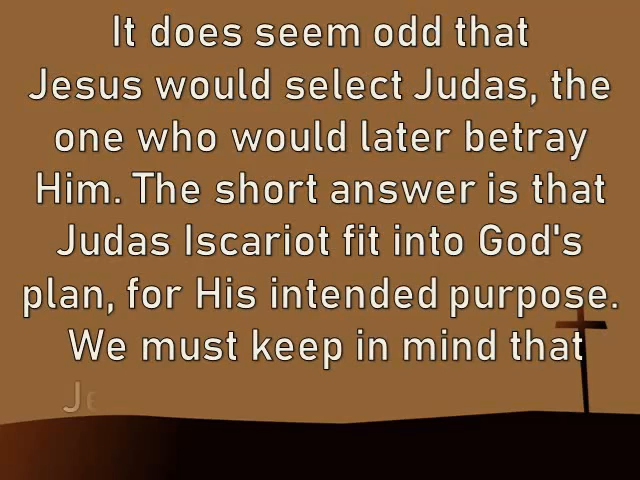 It does seem odd that
Jesus would select Judas, the
one who would later betray
Him. The short answer is that
Judas Iscariot fit into God's
plan, for His intended purpose.
We must keep in mind that